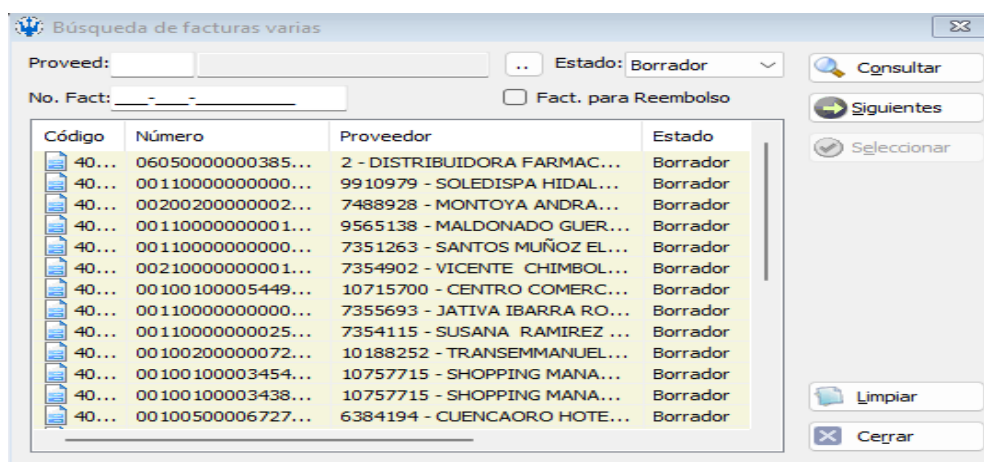 Búsqueda de facturas varias
Proveed: .. Estado: Borrador Consultar
No. Fact: ___-___-_________ Fact. para Reembolso Siguientes
Código Número Proveedor Estado Seleccionar
40... 06050000000385... 2 - DISTRIBUIDORA FARMAC... Borrador
40... 00110000000000... 9910979 - SOLEDISPA HIDAL... Borrador
40... 00200200000002... 7488928 - MONTOYA ANDRA... Borrador
40... 00110000000001... 9565138 - MALDONADO GUER... Borrador
40... 00110000000000... 7351263 - SANTOS MUÑOZ EL... Borrador
40... 00210000000001... 7354902 - VICENTE CHIMBOL... Borrador
40... 00100100005449... 10715700 - CENTRO COMERC... Borrador
40... 00110000000000... 7355693 - JATIVA IBARRA RO... Borrador
40... 00110000000025... 7354115 - SUSANA RAMIREZ ... Borrador
40... 00100200000072... 10188252 - TRANSEMMANUEL... Borrador
40... 00100100003454... 10757715 - SHOPPING MANA... Borrador
40... 00100100003438... 10757715 - SHOPPING MANA... Borrador
40... 00100500006727... 6384194 - CUENCAORO HOTE... Borrador
Limpiar
Cerrar